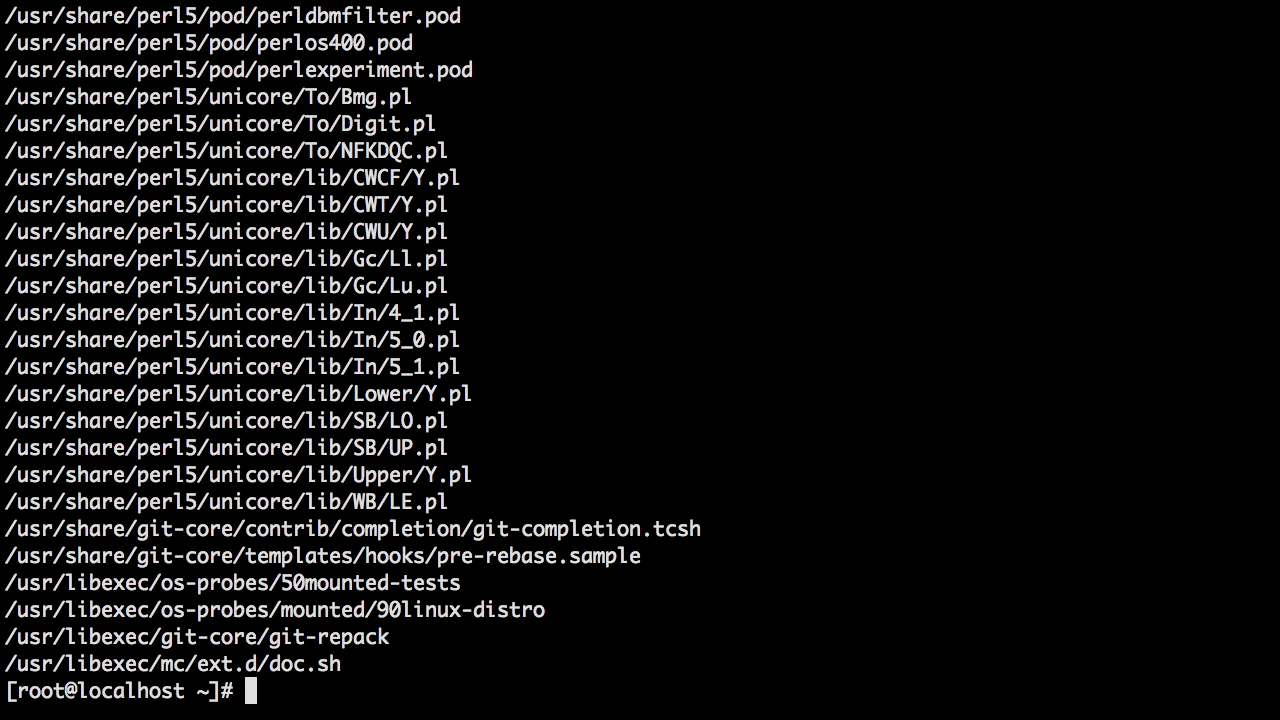 /usr/share/perl5/pod/perldbmfilter.pod
/usr/share/perl5/pod/perlos400.pod
/usr/share/perl5/pod/perlexperiment.pod
/usr/share/perl5/unicore/To/Bmg.pl
/usr/share/perl5/unicore/To/Digit.pl
/usr/share/perl5/unicore/To/NFKDQC.pl
/usr/share/perl5/unicore/lib/CWCF/Y.pl
/usr/share/perl5/unicore/lib/CWT/Y.pl
/usr/share/perl5/unicore/lib/CWU/Y.pl
/usr/share/perl5/unicore/lib/Gc/Ll.pl
/usr/share/perl5/unicore/lib/Gc/Lu.pl
/usr/share/perl5/unicore/lib/In/4_1.pl
/usr/share/perl5/unicore/lib/In/5_0.pl
/usr/share/perl5/unicore/lib/In/5_1.pl
/usr/share/perl5/unicore/lib/Lower/Y.pl
/usr/share/perl5/unicore/lib/SB/LO.pl
/usr/share/perl5/unicore/lib/SB/UP.pl
/usr/share/perl5/unicore/lib/Upper/Y.pl
/usr/share/perl5/unicore/lib/WB/LE.pl
/usr/share/git-core/contrib/completion/git-completion.tcsh
/usr/share/git-core/templates/hooks/pre-rebase.sample
/usr/libexec/os-probes/50mounted-tests
/usr/libexec/os-probes/mounted/90linux-distro
/usr/libexec/git-core/git-repack
/usr/libexec/mc/ext.d/doc.sh
[root@localhost ~]#